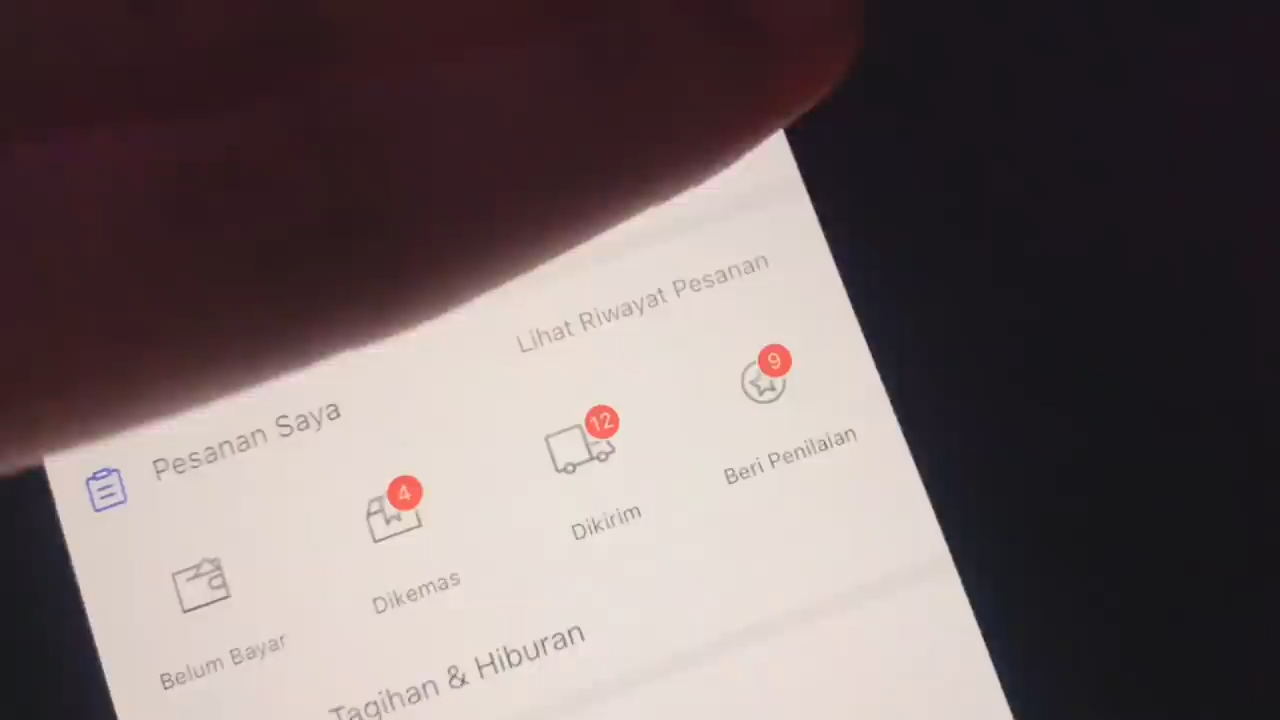 Pesanan Saya
Lihat Riwayat Pesanan
4
12
9
Belum Bayar
Dikemas
Dikirim
Beri Penilaian
Tagihan & Hiburan